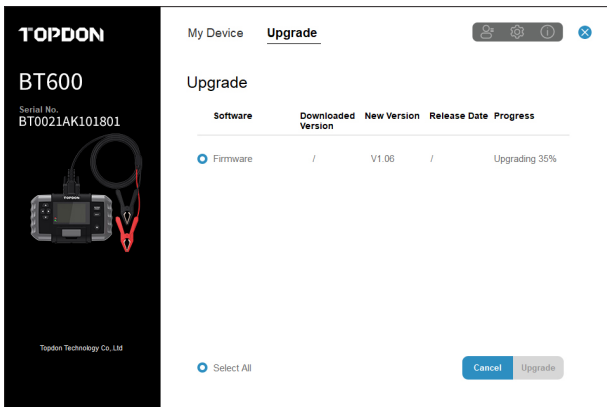 TOPDON
My Device Upgrade
BT600
Serial No.
BT0021AK101801
Upgrade
Software Downloaded Version New Version Release Date Progress
Firmware / V1.06 / Upgrading 35%
TOPDON
Topdon Technology Co., Ltd
Select All
Cancel Upgrade